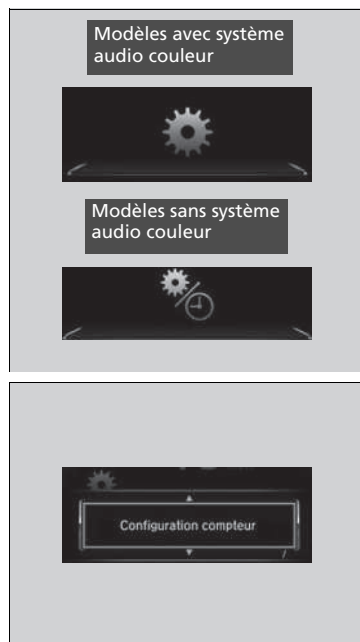 Modèles avec système
audio couleur
Modèles sans système
audio couleur
Configuration compteur